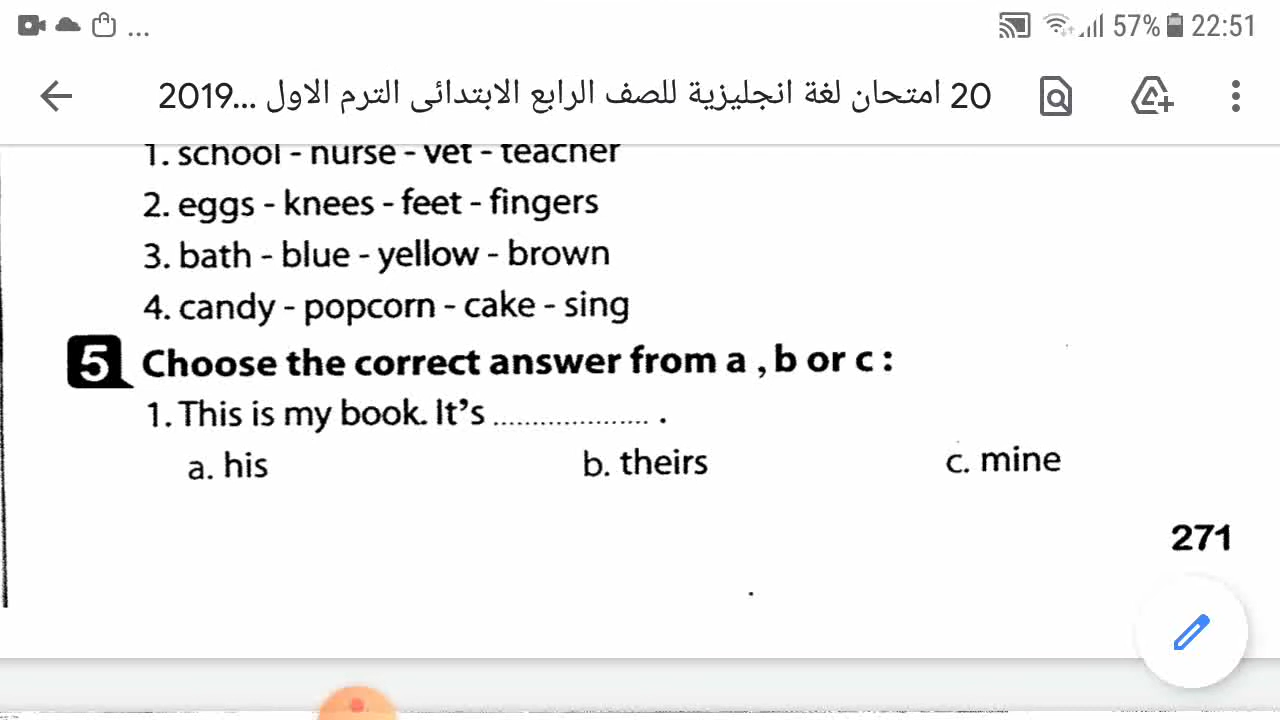 ... 57% 22:51
20 امتحان لغة انجليزية للصف الرابع الابتدائى الترم الاول ...2019
1. school - nurse - vet - teacher
2. eggs - knees - feet - fingers
3. bath - blue - yellow - brown
4. candy - popcorn - cake - sing
5 Choose the correct answer from a , b or c :
1. This is my book. It's .................... .
a. his b. theirs c. mine
271